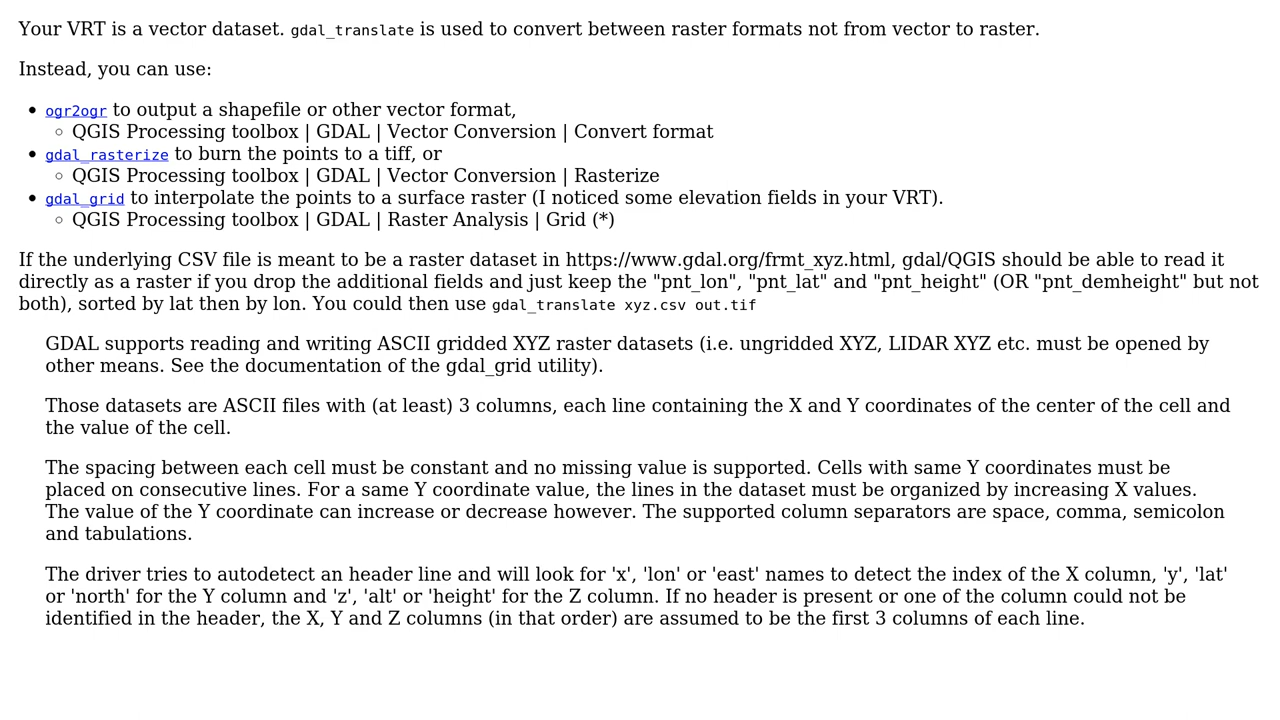 Your VRT is a vector dataset. gdal_translate is used to convert between raster formats not from vector to raster.
Instead, you can use:
• ogr2ogr to output a shapefile or other vector format,
◦ QGIS Processing toolbox | GDAL | Vector Conversion | Convert format
• gdal_rasterize to burn the points to a tiff, or
◦ QGIS Processing toolbox | GDAL | Vector Conversion | Rasterize
• gdal_grid to interpolate the points to a surface raster (I noticed some elevation fields in your VRT).
◦ QGIS Processing toolbox | GDAL | Raster Analysis | Grid (*)
If the underlying CSV file is meant to be a raster dataset in https://www.gdal.org/frmt_xyz.html, gdal/QGIS should be able to read it
directly as a raster if you drop the additional fields and just keep the "pnt_lon", "pnt_lat" and "pnt_height" (OR "pnt_demheight" but not
both), sorted by lat then by lon. You could then use gdal_translate xyz.csv out.tif
GDAL supports reading and writing ASCII gridded XYZ raster datasets (i.e. ungridded XYZ, LIDAR XYZ etc. must be opened by
other means. See the documentation of the gdal_grid utility).
Those datasets are ASCII files with (at least) 3 columns, each line containing the X and Y coordinates of the center of the cell and
the value of the cell.
The spacing between each cell must be constant and no missing value is supported. Cells with same Y coordinates must be
placed on consecutive lines. For a same Y coordinate value, the lines in the dataset must be organized by increasing X values.
The value of the Y coordinate can increase or decrease however. The supported column separators are space, comma, semicolon
and tabulations.
The driver tries to autodetect an header line and will look for 'x', 'lon' or 'east' names to detect the index of the X column, 'y', 'lat'
or 'north' for the Y column and 'z', 'alt' or 'height' for the Z column. If no header is present or one of the column could not be
identified in the header, the X, Y and Z columns (in that order) are assumed to be the first 3 columns of each line.